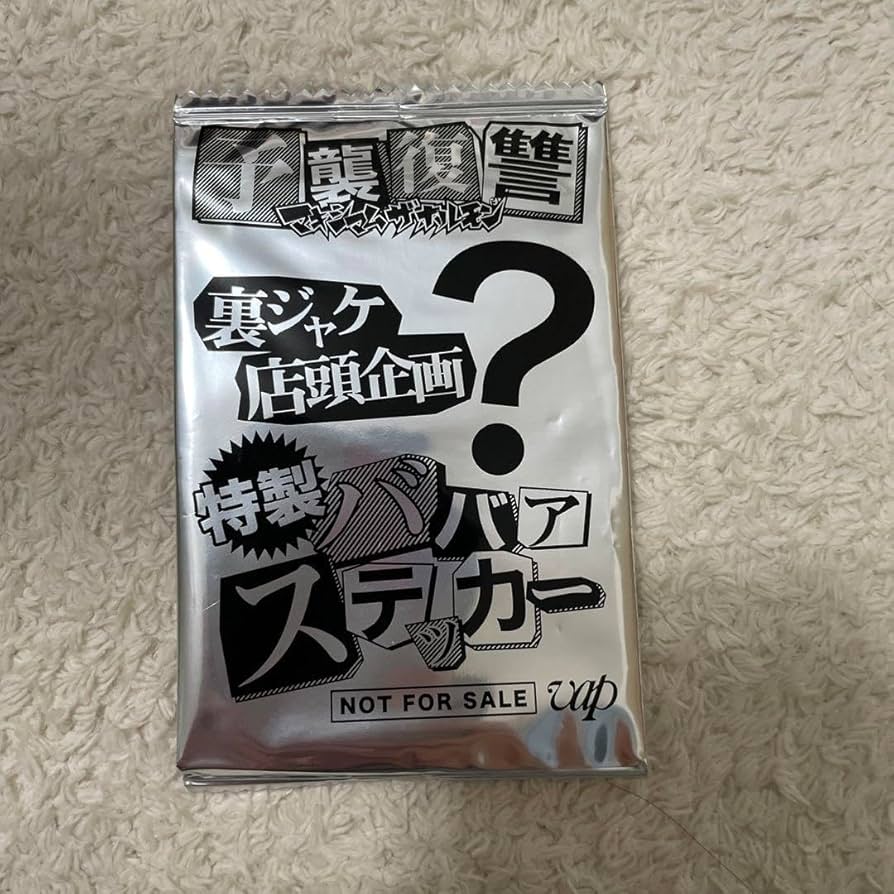 予襲復讐
マキシマムザホルモン
裏ジャケ
店頭企画
?
特製ババア
ステッカー
NOT FOR SALE vap